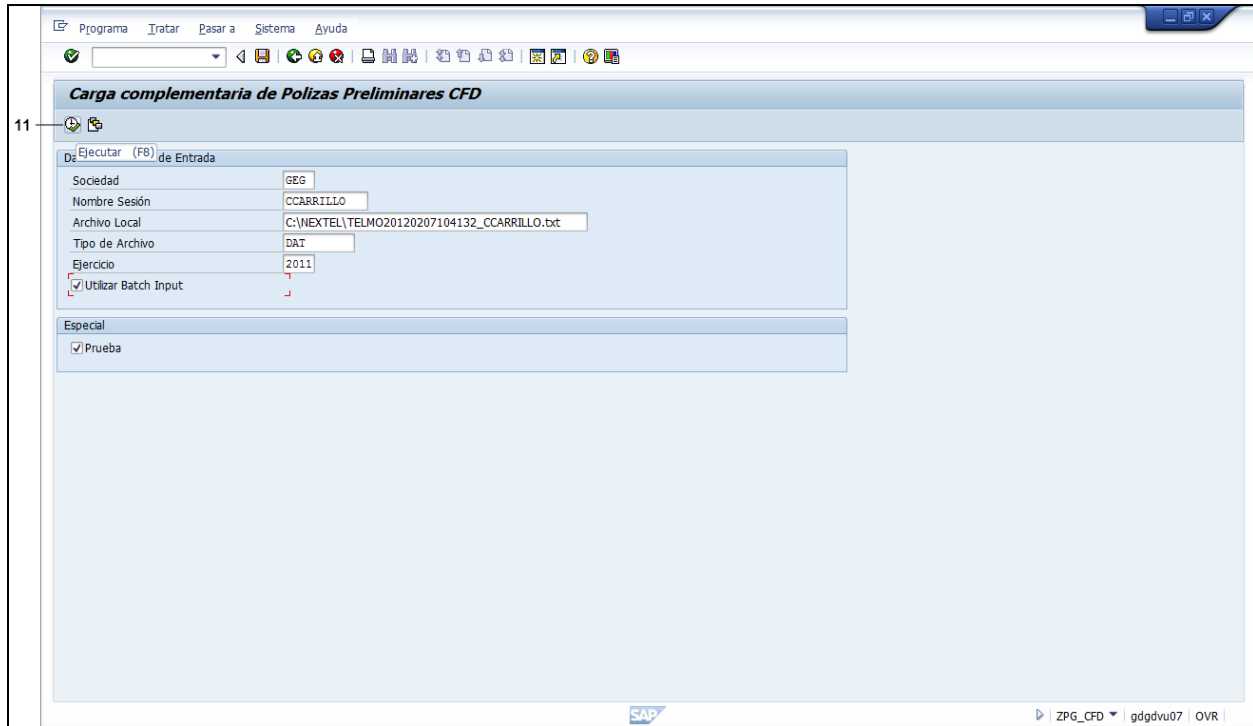 Programa Tratar Pasar a Sistema Ayuda
Carga complementaria de Polizas Preliminares CFD
11
Ejecutar (F8)
Da de Entrada
Sociedad GEG
Nombre Sesión CCARRILLO
Archivo Local C:\NEXTEL\TELMO20120207104132_CCARRILLO.txt
Tipo de Archivo DAT
Ejercicio 2011
Utilizar Batch Input
Especial
Prueba
SAP
ZPG_CFD gdgdvu07 OVR